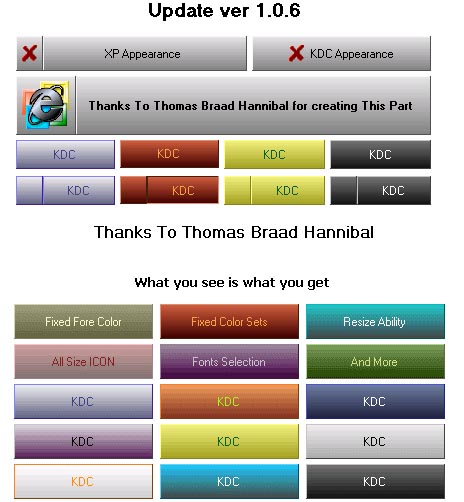 Update ver 1.0.6
XP Appearance KDC Appearance
Thanks To Thomas Braad Hannibal for creating This Part
KDC KDC KDC KDC
KDC KDC KDC KDC
Thanks To Thomas Braad Hannibal
What you see is what you get
Fixed Fore Color Fixed Color Sets Resize Ability
All Size ICON Fonts Selection And More
KDC KDC KDC
KDC KDC KDC
KDC KDC KDC